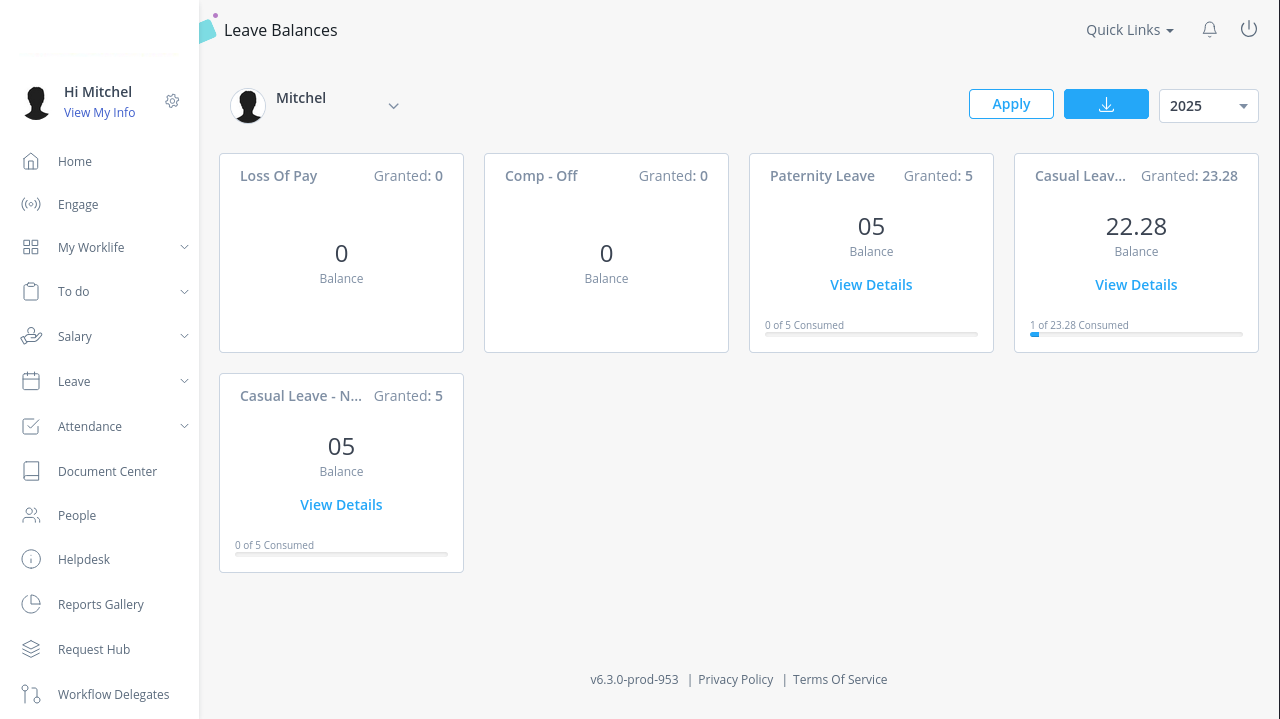 Leave Balances
Quick Links
Hi Mitchel
View My Info
Home
Engage
My Worklife
To do
Salary
Leave
Attendance
Document Center
People
Helpdesk
Reports Gallery
Request Hub
Workflow Delegates
Mitchel
Apply
2025
Loss Of Pay Granted: 0
0
Balance
Comp - Off Granted: 0
0
Balance
Paternity Leave Granted: 5
05
Balance
View Details
0 of 5 Consumed
Casual Leav... Granted: 23.28
22.28
Balance
View Details
1 of 23.28 Consumed
Casual Leave - N... Granted: 5
05
Balance
View Details
0 of 5 Consumed
v6.3.0-prod-953 | Privacy Policy | Terms Of Service